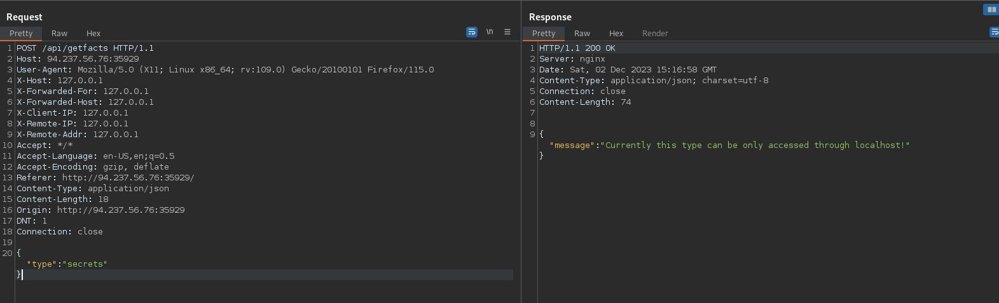 Request
Pretty Raw Hex
\n
1 POST /api/getfacts HTTP/1.1
2 Host: 94.237.56.76:35929
3 User-Agent: Mozilla/5.0 (X11; Linux x86_64; rv:109.0) Gecko/20100101 Firefox/115.0
4 X-Host: 127.0.0.1
5 X-Forwarded-For: 127.0.0.1
6 X-Forwarded-Host: 127.0.0.1
7 X-Client-IP: 127.0.0.1
8 X-Remote-IP: 127.0.0.1
9 X-Remote-Addr: 127.0.0.1
10 Accept: */*
11 Accept-Language: en-US,en;q=0.5
12 Accept-Encoding: gzip, deflate
13 Referer: http://94.237.56.76:35929/
14 Content-Type: application/json
15 Content-Length: 18
16 Origin: http://94.237.56.76:35929
17 DNT: 1
18 Connection: close
19
20 {
"type":"secrets"
}
Response
Pretty Raw Hex Render
1 HTTP/1.1 200 OK
2 Server: nginx
3 Date: Sat, 02 Dec 2023 15:16:58 GMT
4 Content-Type: application/json; charset=utf-8
5 Connection: close
6 Content-Length: 74
7
8
9 {
"message":"Currently this type can be only accessed through localhost!"
}